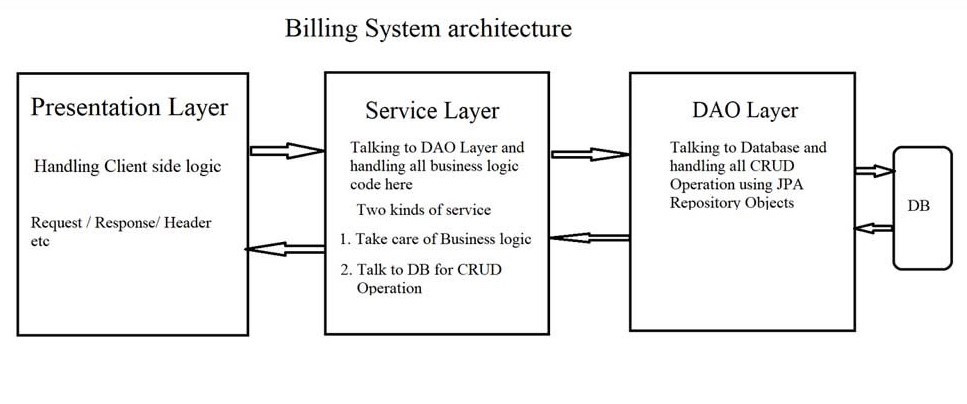 Billing System architecture
Presentation Layer
Handling Client side logic
Request / Response/ Header
etc
Service Layer
Talking to DAO Layer and
handling all business logic
code here
Two kinds of service
1. Take care of Business logic
2. Talk to DB for CRUD
Operation
DAO Layer
Talking to Database and
handling all CRUD
Operation using JPA
Repository Objects
DB